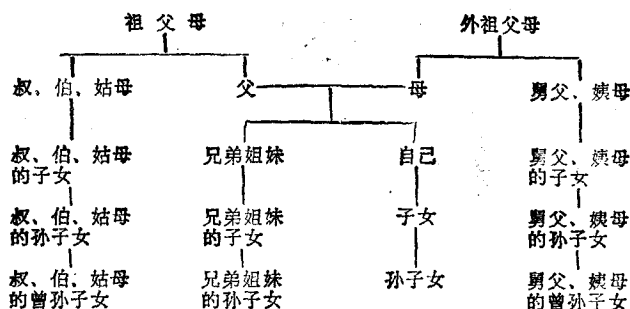 祖父母 外祖父母
叔、伯、姑母 父 母 舅父、姨母
叔、伯、姑母 兄弟姐妹 自己 舅父、姨母
的子女 的子女
叔、伯、姑母 兄弟姐妹 子女 舅父、姨母
的孙子女 的子女 的孙子女
叔、伯、姑母 兄弟姐妹 孙子女 舅父、姨母
的曾孙子女 的孙子女 的曾孙子女